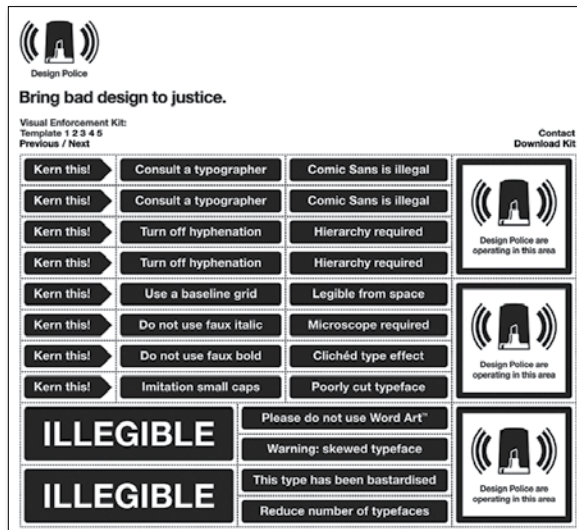 Design Police
Bring bad design to justice.
Visual Enforcement Kit:
Template 1 2 3 4 5
Previous / Next
Contact
Download Kit
Kern this! Consult a typographer Comic Sans is illegal
Kern this! Consult a typographer Comic Sans is illegal
Kern this! Turn off hyphenation Hierarchy required
Kern this! Turn off hyphenation Hierarchy required
Design Police are
operating in this area
Kern this! Use a baseline grid Legible from space
Kern this! Do not use faux italic Microscope required
Kern this! Do not use faux bold Clichéd type effect
Kern this! Imitation small caps Poorly cut typeface
Design Police are
operating in this area
ILLEGIBLE
ILLEGIBLE
Please do not use Word Art™
Warning: skewed typeface
This type has been bastardised
Reduce number of typefaces
Design Police are
operating in this area